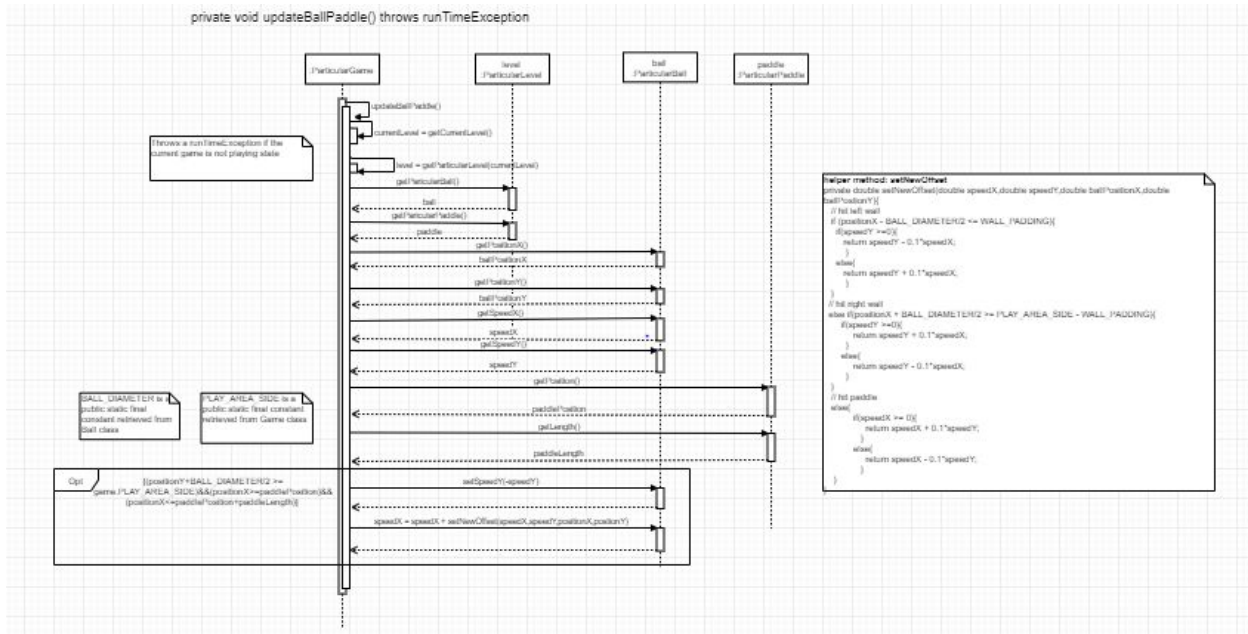 private void updateBallPaddle() throws runTimeException
:ParticularGame
level
:ParticularLevel
ball
:ParticularBall
paddle
:ParticularPaddle
updateBallPaddle()
currentLevel = getCurrentLevel()
Throws a runTimeException if the
current game is not playing state
level = getParticularLevel(currentLevel)
getParticularBall()
ball
getParticularPaddle()
paddle
getPositionX()
ballPositionX
getPositionY()
ballPositionY
getSpeedX()
speedX
getSpeedY()
speedY
getPosition()
paddlePosition
getLength()
paddleLength
BALL_DIAMETER is a
public static final
constant retrieved from
Ball class
PLAY_AREA_SIDE is a
public static final constant
retrieved from Game class
Opt
[(positionY+BALL_DIAMETER/2 >=
game.PLAY_AREA_SIDE)&&(positionX>=paddlePosition)&&
(positionX<=paddlePosition+paddleLength)]
setSpeedY(-speedY)
speedX = speedX + setNewOffset(speedX,speedY,positionX,positionY)
helper method: setNewOffset
private double setNewOffset(double speedX,double speedY,double ballPositionX,double
ballPositionY){
// hit left wall
if (positionX - BALL_DIAMETER/2 <= WALL_PADDING){
if(speedY >=0){
return speedY - 0.1*speedX;
}
else{
return speedY + 0.1*speedX;
}
}
// hit right wall
else if(positionX + BALL_DIAMETER/2 >= PLAY_AREA_SIDE - WALL_PADDING){
if(speedY >=0){
return speedY + 0.1*speedX;
}
else{
return speedY - 0.1*speedX;
}
}
// hit paddle
else{
if(speedX >= 0){
return speedX + 0.1*speedY;
}
else{
return speedX - 0.1*speedY;
}
}
}